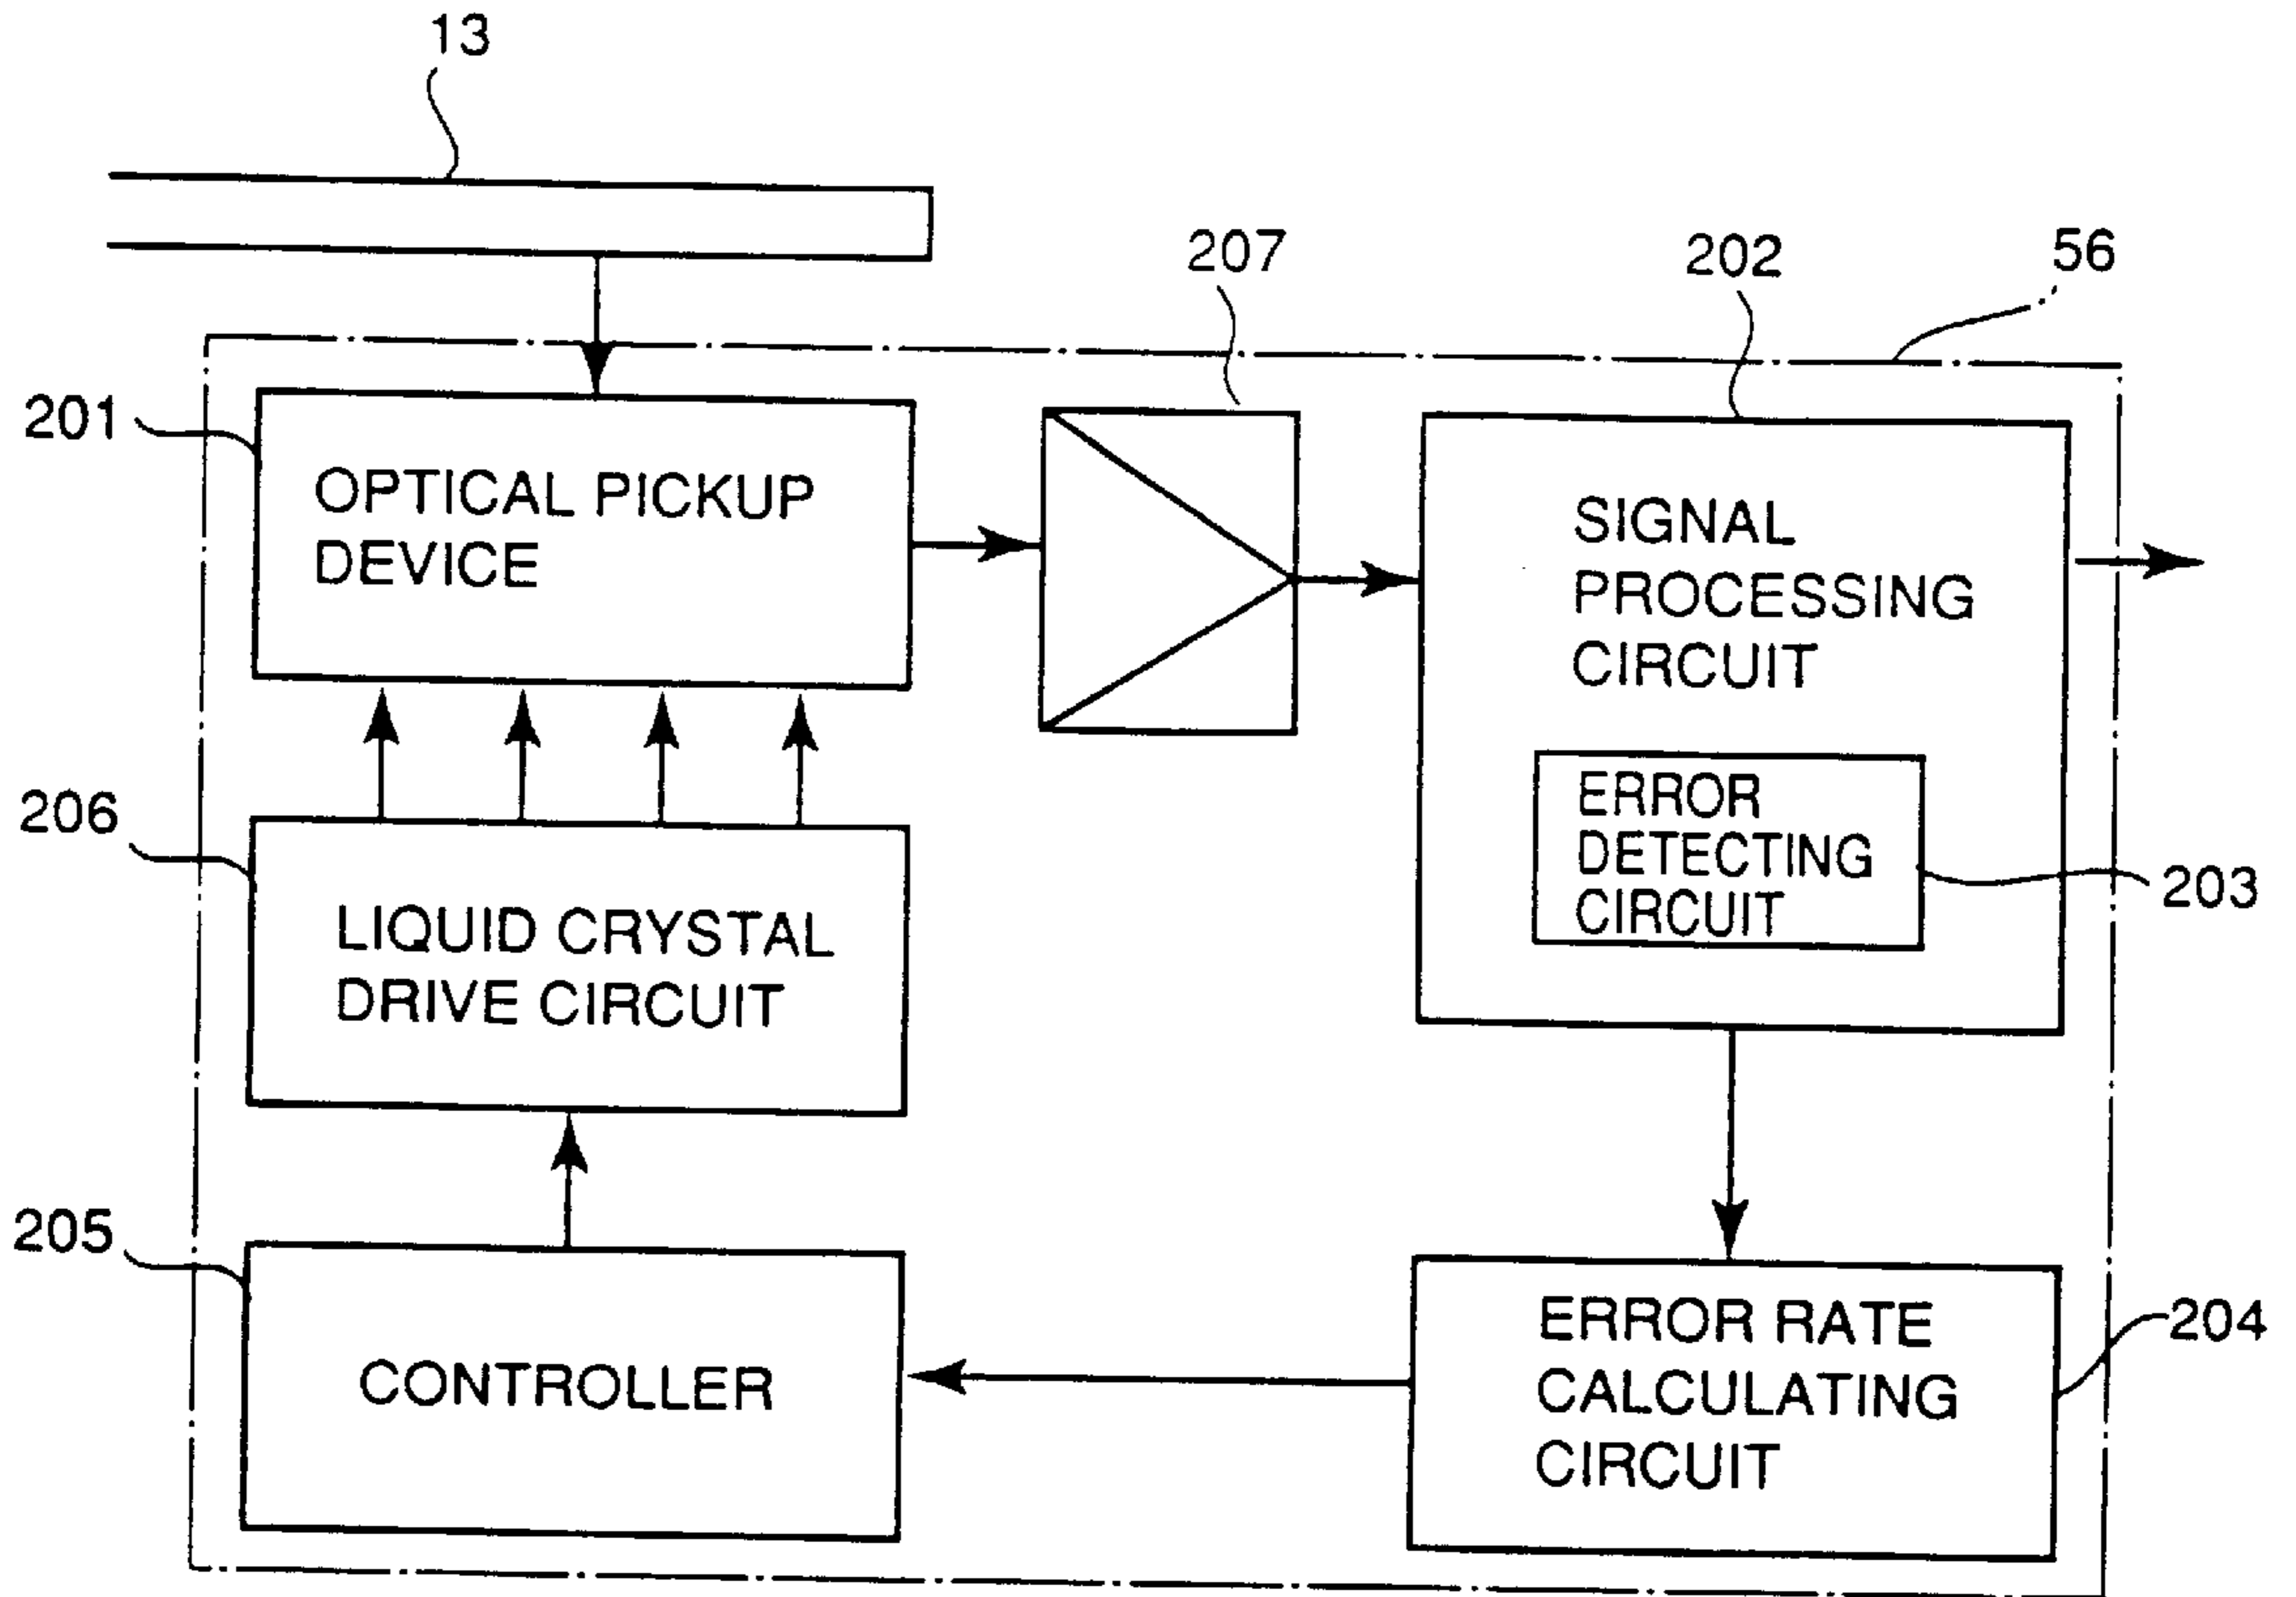 13
207
202
56
201
OPTICAL PICKUP
DEVICE
SIGNAL
PROCESSING
CIRCUIT
ERROR
DETECTING
CIRCUIT
203
206
LIQUID CRYSTAL
DRIVE CIRCUIT
205
CONTROLLER
ERROR RATE
CALCULATING
CIRCUIT
204